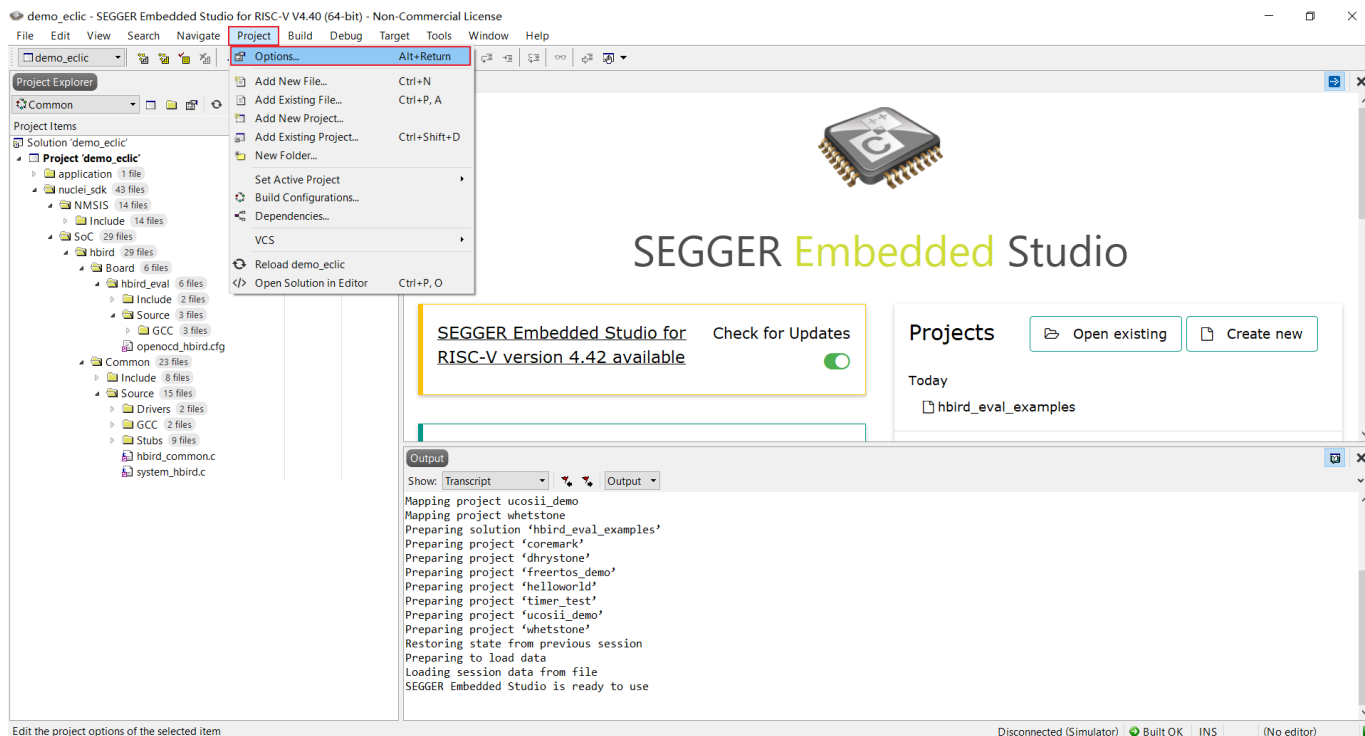 demo_eclic - SEGGER Embedded Studio for RISC-V V4.40 (64-bit) - Non-Commercial License
File Edit View Search Navigate Project Build Debug Target Tools Window Help
demo_eclic
Options... Alt+Return
Add New File... Ctrl+N
Add Existing File... Ctrl+P, A
Add New Project...
Add Existing Project... Ctrl+Shift+D
New Folder...
Set Active Project
Build Configurations...
Dependencies...
VCS
Reload demo_eclic
Open Solution in Editor Ctrl+P, O
Project Explorer
Common
Project Items
Solution 'demo_eclic'
Project 'demo_eclic'
application 1 file
nuclei_sdk 43 files
NMSIS 14 files
Include 14 files
SoC 29 files
hbird 29 files
Board 6 files
hbird_eval 6 files
Include 2 files
Source 3 files
GCC 3 files
openocd_hbird.cfg
Common 23 files
Include 8 files
Source 15 files
Drivers 2 files
GCC 2 files
Stubs 9 files
hbird_common.c
system_hbird.c
C
SEGGER Embedded Studio
SEGGER Embedded Studio for
RISC-V version 4.42 available
Check for Updates
Projects Open existing Create new
Today
hbird_eval_examples
Output
Show: Transcript Output
Mapping project ucosii_demo
Mapping project whetstone
Preparing solution ‘hbird_eval_examples’
Preparing project ‘coremark’
Preparing project ‘dhrystone’
Preparing project ‘freertos_demo’
Preparing project ‘helloworld’
Preparing project ‘timer_test’
Preparing project ‘ucosii_demo’
Preparing project ‘whetstone’
Restoring state from previous session
Preparing to load data
Loading session data from file
SEGGER Embedded Studio is ready to use
Edit the project options of the selected item Disconnected (Simulator) Built OK INS (No editor)